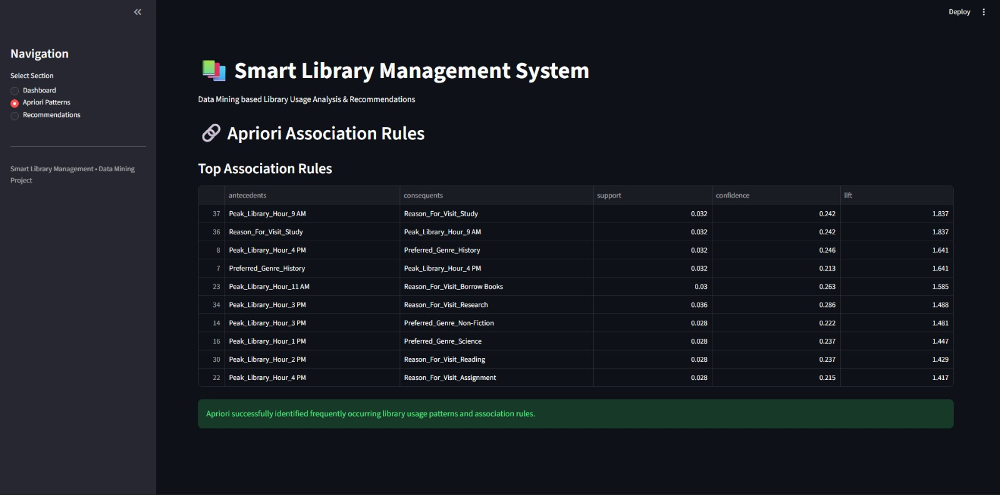 Deploy
Navigation
Select Section
Dashboard
Apriori Patterns
Recommendations
Smart Library Management • Data Mining
Project
Smart Library Management System
Data Mining based Library Usage Analysis & Recommendations
Apriori Association Rules
Top Association Rules
antecedents consequents support confidence lift
37 Peak_Library_Hour_9 AM Reason_For_Visit_Study 0.032 0.242 1.837
36 Reason_For_Visit_Study Peak_Library_Hour_9 AM 0.032 0.242 1.837
8 Peak_Library_Hour_4 PM Preferred_Genre_History 0.032 0.246 1.641
7 Preferred_Genre_History Peak_Library_Hour_4 PM 0.032 0.213 1.641
23 Peak_Library_Hour_11 AM Reason_For_Visit_Borrow Books 0.03 0.263 1.585
34 Peak_Library_Hour_3 PM Reason_For_Visit_Research 0.036 0.286 1.488
14 Peak_Library_Hour_3 PM Preferred_Genre_Non-Fiction 0.028 0.222 1.481
16 Peak_Library_Hour_1 PM Preferred_Genre_Science 0.028 0.237 1.447
30 Peak_Library_Hour_2 PM Reason_For_Visit_Reading 0.028 0.237 1.429
22 Peak_Library_Hour_4 PM Reason_For_Visit_Assignment 0.028 0.215 1.417
Apriori successfully identified frequently occurring library usage patterns and association rules.